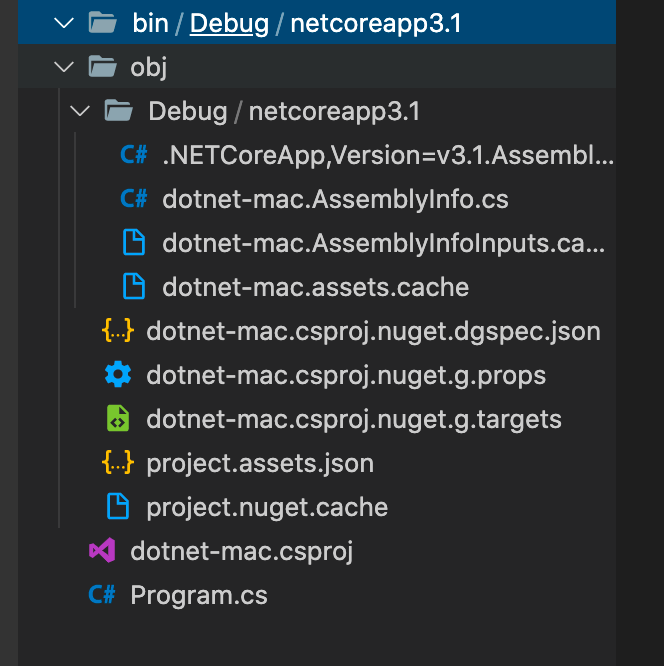 bin / Debug / netcoreapp3.1
obj
Debug / netcoreapp3.1
C# .NETCoreApp,Version=v3.1.Assembl...
C# dotnet-mac.AssemblyInfo.cs
dotnet-mac.AssemblyInfoInputs.ca...
dotnet-mac.assets.cache
{...} dotnet-mac.csproj.nuget.dgspec.json
dotnet-mac.csproj.nuget.g.props
dotnet-mac.csproj.nuget.g.targets
{...} project.assets.json
project.nuget.cache
dotnet-mac.csproj
C# Program.cs